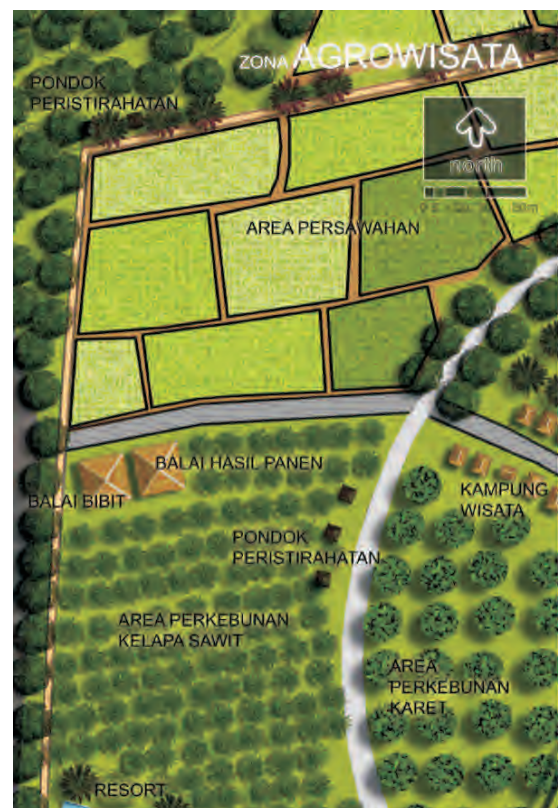 ZONA AGROWISATA
PONDOK
PERISTIRAHATAN
north
AREA PERSAWAHAN
BALAI HASIL PANEN
BALAI BIBIT
KAMPUNG
WISATA
PONDOK
PERISTIRAHATAN
AREA PERKEBUNAN
KELAPA SAWIT
AREA
PERKEBUNAN
KARET
RESORT